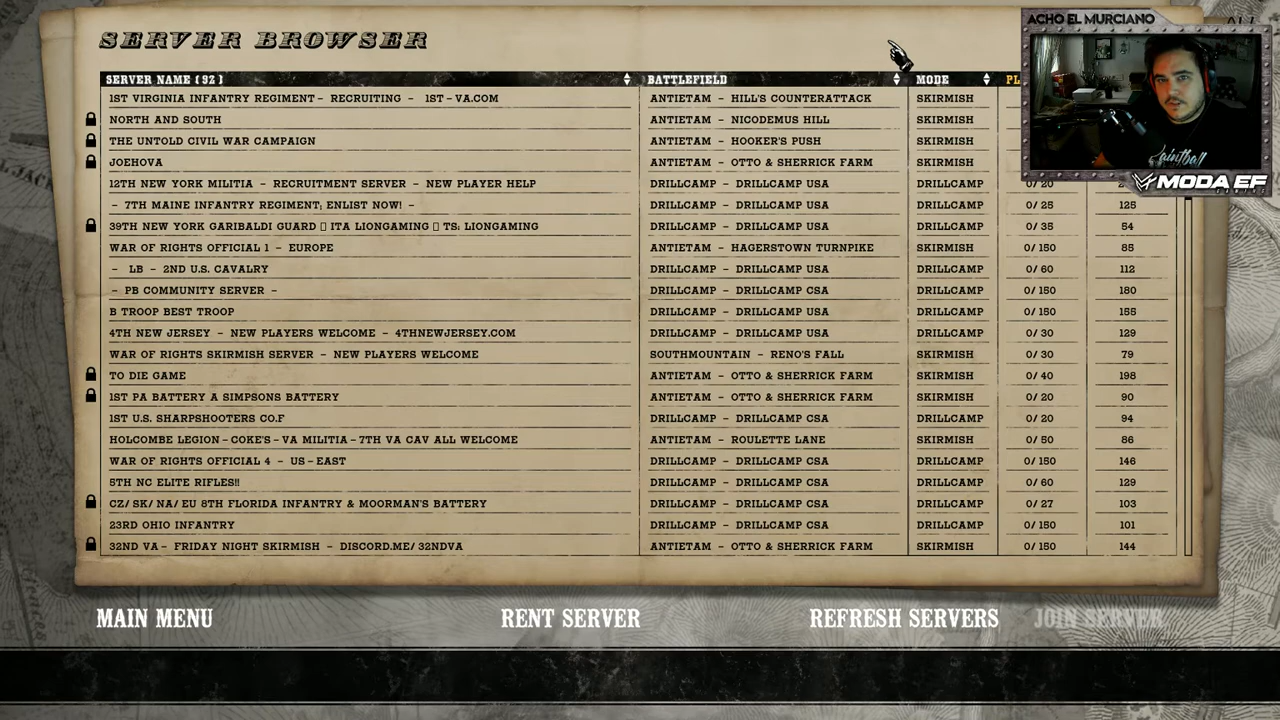 SERVER BROWSER
ACHO EL MURCIANO
SERVER NAME (92) BATTLEFIELD MODE PL
1ST VIRGINIA INFANTRY REGIMENT - RECRUITING - 1ST-VA.COM ANTIETAM - HILL'S COUNTERATTACK SKIRMISH
NORTH AND SOUTH ANTIETAM - NICODEMUS HILL SKIRMISH
THE UNTOLD CIVIL WAR CAMPAIGN ANTIETAM - HOOKER'S PUSH SKIRMISH
JOEHOVA ANTIETAM - OTTO & SHERRICK FARM SKIRMISH
12TH NEW YORK MILITIA - RECRUITMENT SERVER - NEW PLAYER HELP DRILLCAMP - DRILLCAMP USA DRILLCAMP 0/20
MODA EF
- 7TH MAINE INFANTRY REGIMENT; ENLIST NOW! - DRILLCAMP - DRILLCAMP USA DRILLCAMP 0/25 125
39TH NEW YORK GARIBALDI GUARD ▯ ITA LIONGAMING ▯ TS: LIONGAMING DRILLCAMP - DRILLCAMP USA DRILLCAMP 0/35 54
WAR OF RIGHTS OFFICIAL 1 - EUROPE ANTIETAM - HAGERSTOWN TURNPIKE SKIRMISH 0/150 85
- LB - 2ND U.S. CAVALRY DRILLCAMP - DRILLCAMP USA DRILLCAMP 0/60 112
- PB COMMUNITY SERVER - DRILLCAMP - DRILLCAMP CSA DRILLCAMP 0/150 180
B TROOP BEST TROOP DRILLCAMP - DRILLCAMP USA DRILLCAMP 0/150 155
4TH NEW JERSEY - NEW PLAYERS WELCOME - 4THNEWJERSEY.COM DRILLCAMP - DRILLCAMP USA DRILLCAMP 0/30 129
WAR OF RIGHTS SKIRMISH SERVER - NEW PLAYERS WELCOME SOUTHMOUNTAIN - RENO'S FALL SKIRMISH 0/30 79
TO DIE GAME ANTIETAM - OTTO & SHERRICK FARM SKIRMISH 0/40 198
1ST PA BATTERY A SIMPSONS BATTERY ANTIETAM - OTTO & SHERRICK FARM SKIRMISH 0/20 90
1ST U.S. SHARPSHOOTERS CO.F DRILLCAMP - DRILLCAMP CSA DRILLCAMP 0/20 94
HOLCOMBE LEGION-COKE'S-VA MILITIA-7TH VA CAV ALL WELCOME ANTIETAM - ROULETTE LANE SKIRMISH 0/50 86
WAR OF RIGHTS OFFICIAL 4 - US-EAST DRILLCAMP - DRILLCAMP CSA DRILLCAMP 0/150 146
5TH NC ELITE RIFLES!! DRILLCAMP - DRILLCAMP CSA DRILLCAMP 0/60 129
CZ/SK/NA/EU 8TH FLORIDA INFANTRY & MOORMAN'S BATTERY DRILLCAMP - DRILLCAMP CSA DRILLCAMP 0/27 103
23RD OHIO INFANTRY DRILLCAMP - DRILLCAMP CSA DRILLCAMP 0/150 101
32ND VA- FRIDAY NIGHT SKIRMISH - DISCORD.ME/32NDVA ANTIETAM - OTTO & SHERRICK FARM SKIRMISH 0/150 144
MAIN MENU RENT SERVER REFRESH SERVERS JOIN SERVER